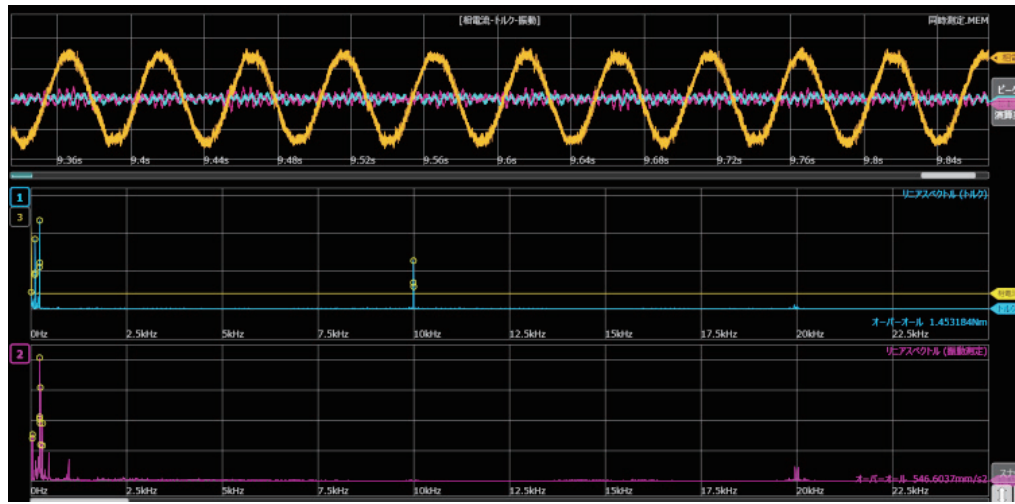 [相電流-トルク-振動]
同時測定.MEM
9.36s 9.4s 9.44s 9.48s 9.52s 9.56s 9.6s 9.64s 9.68s 9.72s 9.76s 9.8s 9.84s
1
リニアスペクトル (トルク)
3
オーバーオール 1.453184Nm
0Hz 2.5kHz 5kHz 7.5kHz 10kHz 12.5kHz 15kHz 17.5kHz 20kHz 22.5kHz
2
リニアスペクトル (振動測定)
オーバーオール 546.6037mm/s2
0Hz 2.5kHz 5kHz 7.5kHz 10kHz 12.5kHz 15kHz 17.5kHz 20kHz 22.5kHz